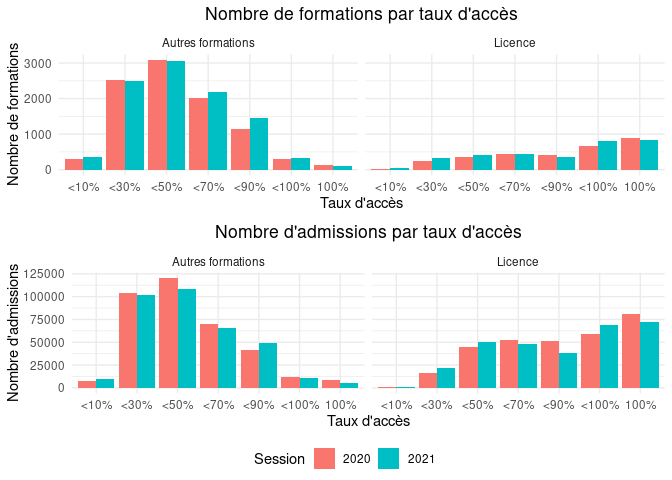 Nombre de formations par taux d'accès
Autres formations
Licence
Nombre de formations
3000
2000
1000
0
<10% <30% <50% <70% <90% <100% 100%
<10% <30% <50% <70% <90% <100% 100%
Taux d'accès
Nombre d'admissions par taux d'accès
Autres formations
Licence
Nombre d'admissions
125000
100000
75000
50000
25000
0
<10% <30% <50% <70% <90% <100% 100%
<10% <30% <50% <70% <90% <100% 100%
Taux d'accès
Session 2020 2021